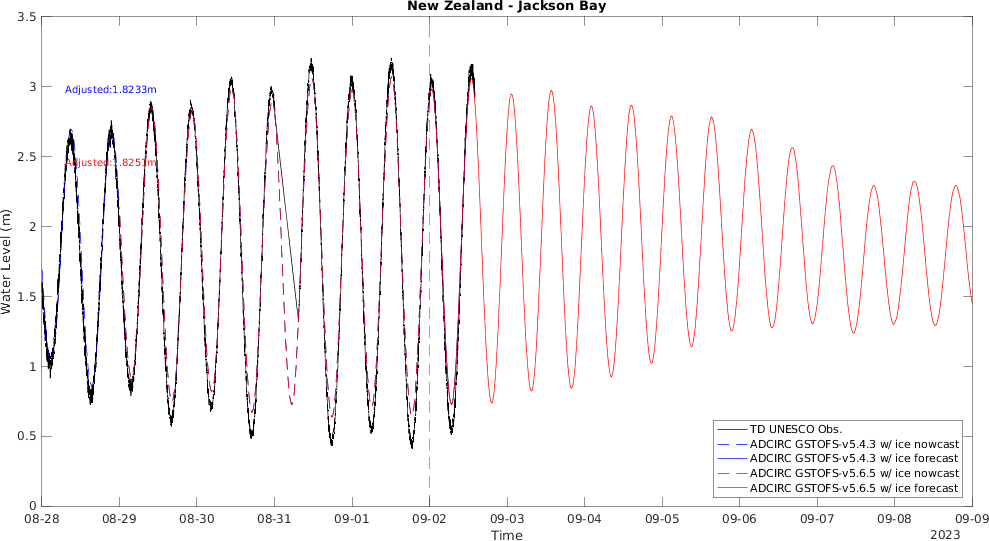 New Zealand - Jackson Bay
3.5
3
2.5
2
1.5
1
0.5
0
Water Level (m)
Adjusted:1.8233m
Adjusted:1.8251m
TD UNESCO Obs.
ADCIRC GSTOFS-v5.4.3 w/ ice nowcast
ADCIRC GSTOFS-v5.4.3 w/ ice forecast
ADCIRC GSTOFS-v5.6.5 w/ ice nowcast
ADCIRC GSTOFS-v5.6.5 w/ ice forecast
08-28 08-29 08-30 08-31 09-01 09-02 09-03 09-04 09-05 09-06 09-07 09-08 09-09
Time
2023